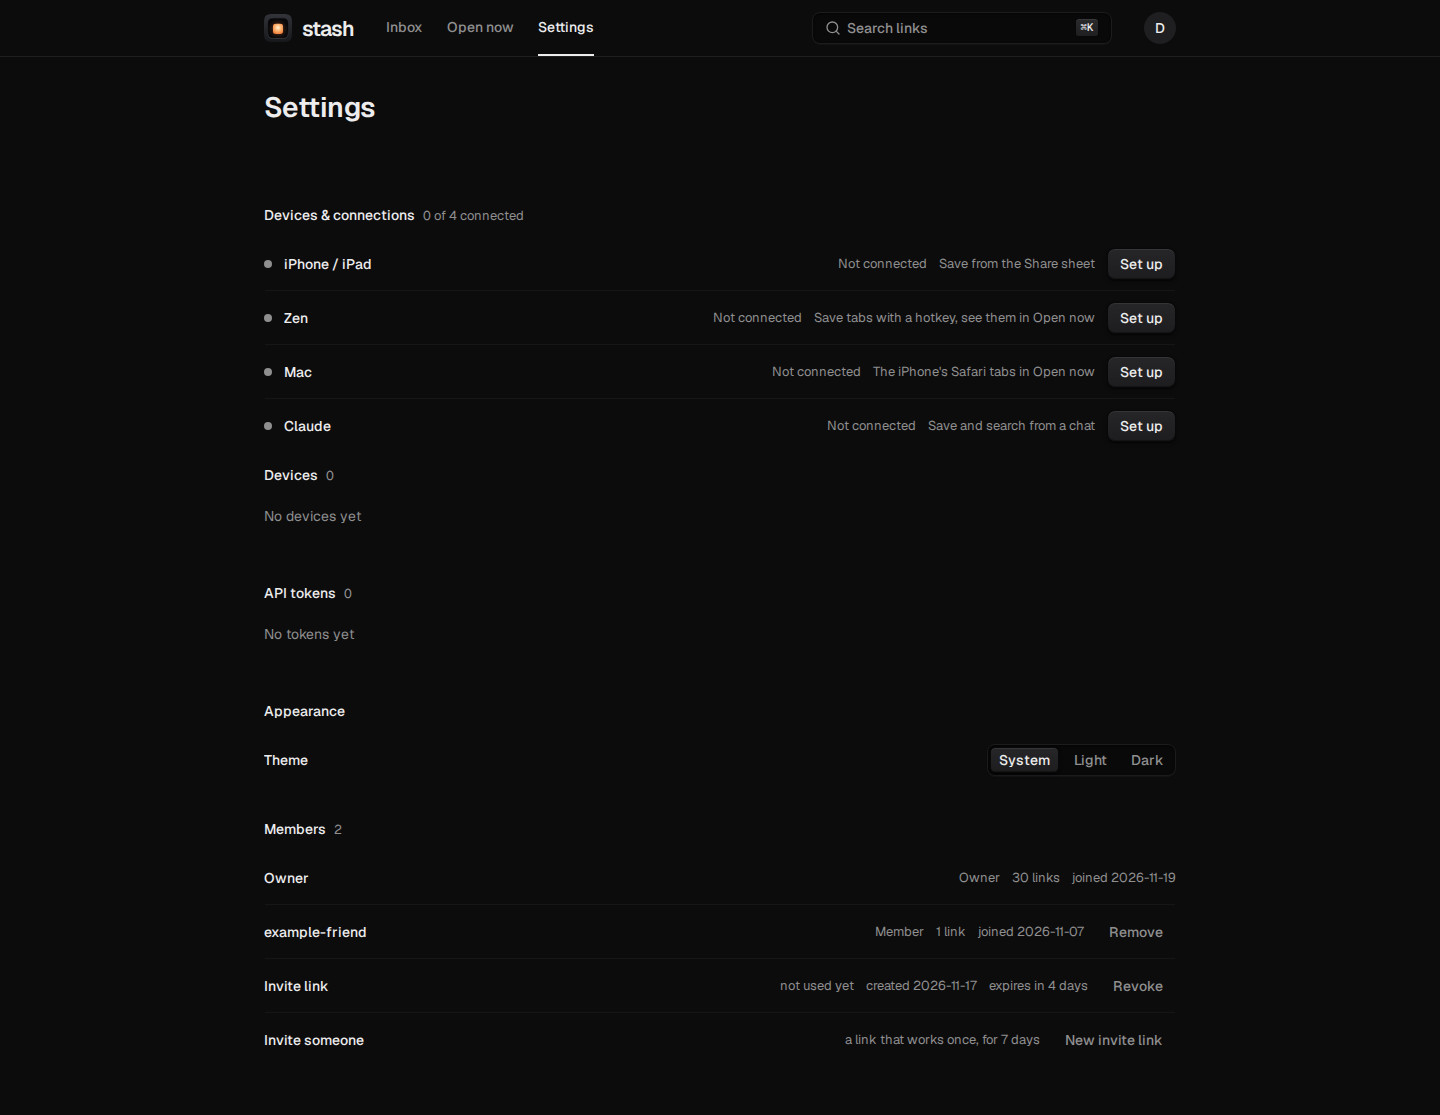 stash Inbox Open now Settings Search links ⌘K D
Settings
Devices & connections 0 of 4 connected
iPhone / iPad Not connected Save from the Share sheet Set up
Zen Not connected Save tabs with a hotkey, see them in Open now Set up
Mac Not connected The iPhone's Safari tabs in Open now Set up
Claude Not connected Save and search from a chat Set up
Devices 0
No devices yet
API tokens 0
No tokens yet
Appearance
Theme System Light Dark
Members 2
Owner Owner 30 links joined 2026-11-19
example-friend Member 1 link joined 2026-11-07 Remove
Invite link not used yet created 2026-11-17 expires in 4 days Revoke
Invite someone a link that works once, for 7 days New invite link